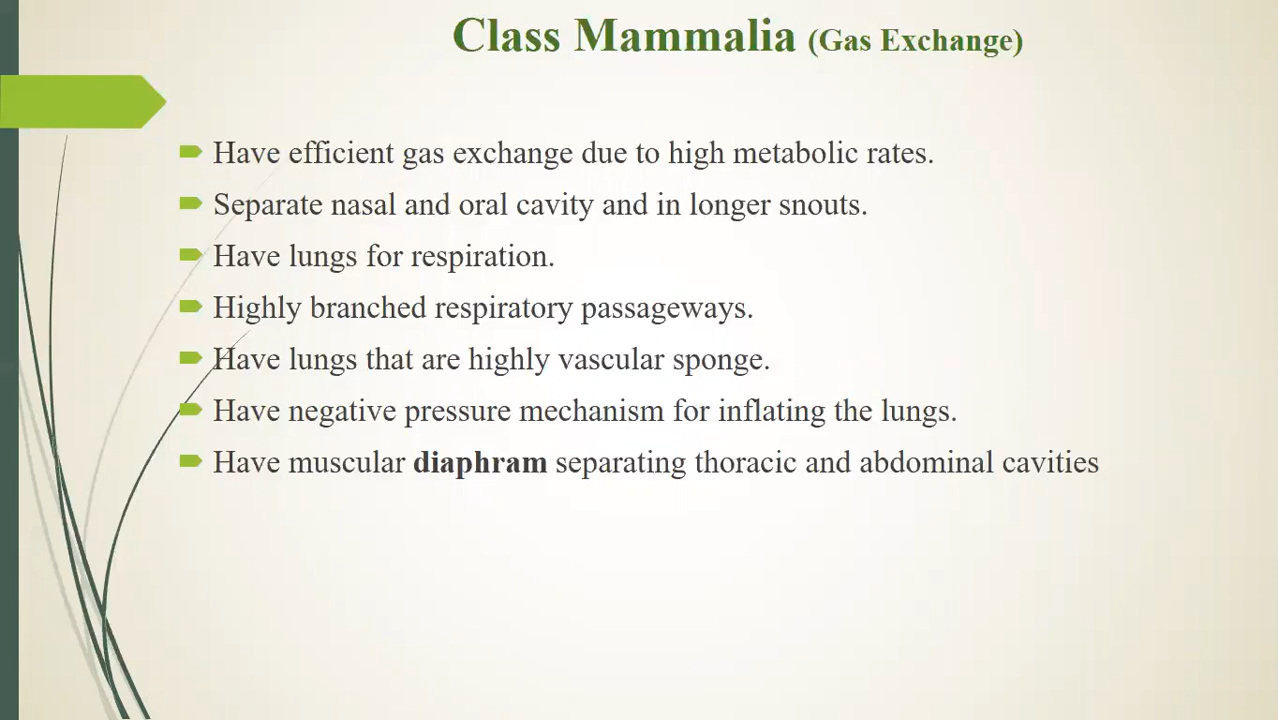 Class Mammalia (Gas Exchange)
Have efficient gas exchange due to high metabolic rates.
Separate nasal and oral cavity and in longer snouts.
Have lungs for respiration.
Highly branched respiratory passageways.
Have lungs that are highly vascular sponge.
Have negative pressure mechanism for inflating the lungs.
Have muscular diaphram separating thoracic and abdominal cavities